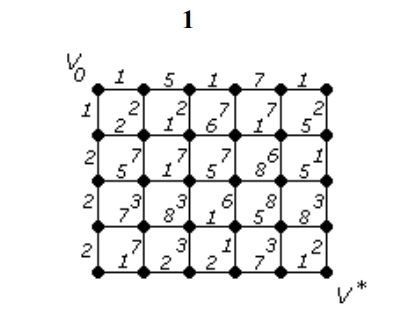 1
V0 1 5 1 7 1
1 2 2 7 7 2
2 1 6 1 5
2 7 7 7 6 1
5 1 5 8 5
2 3 3 6 8 3
7 8 1 5 8
2 7 3 1 3 2
1 2 2 7 1
V*